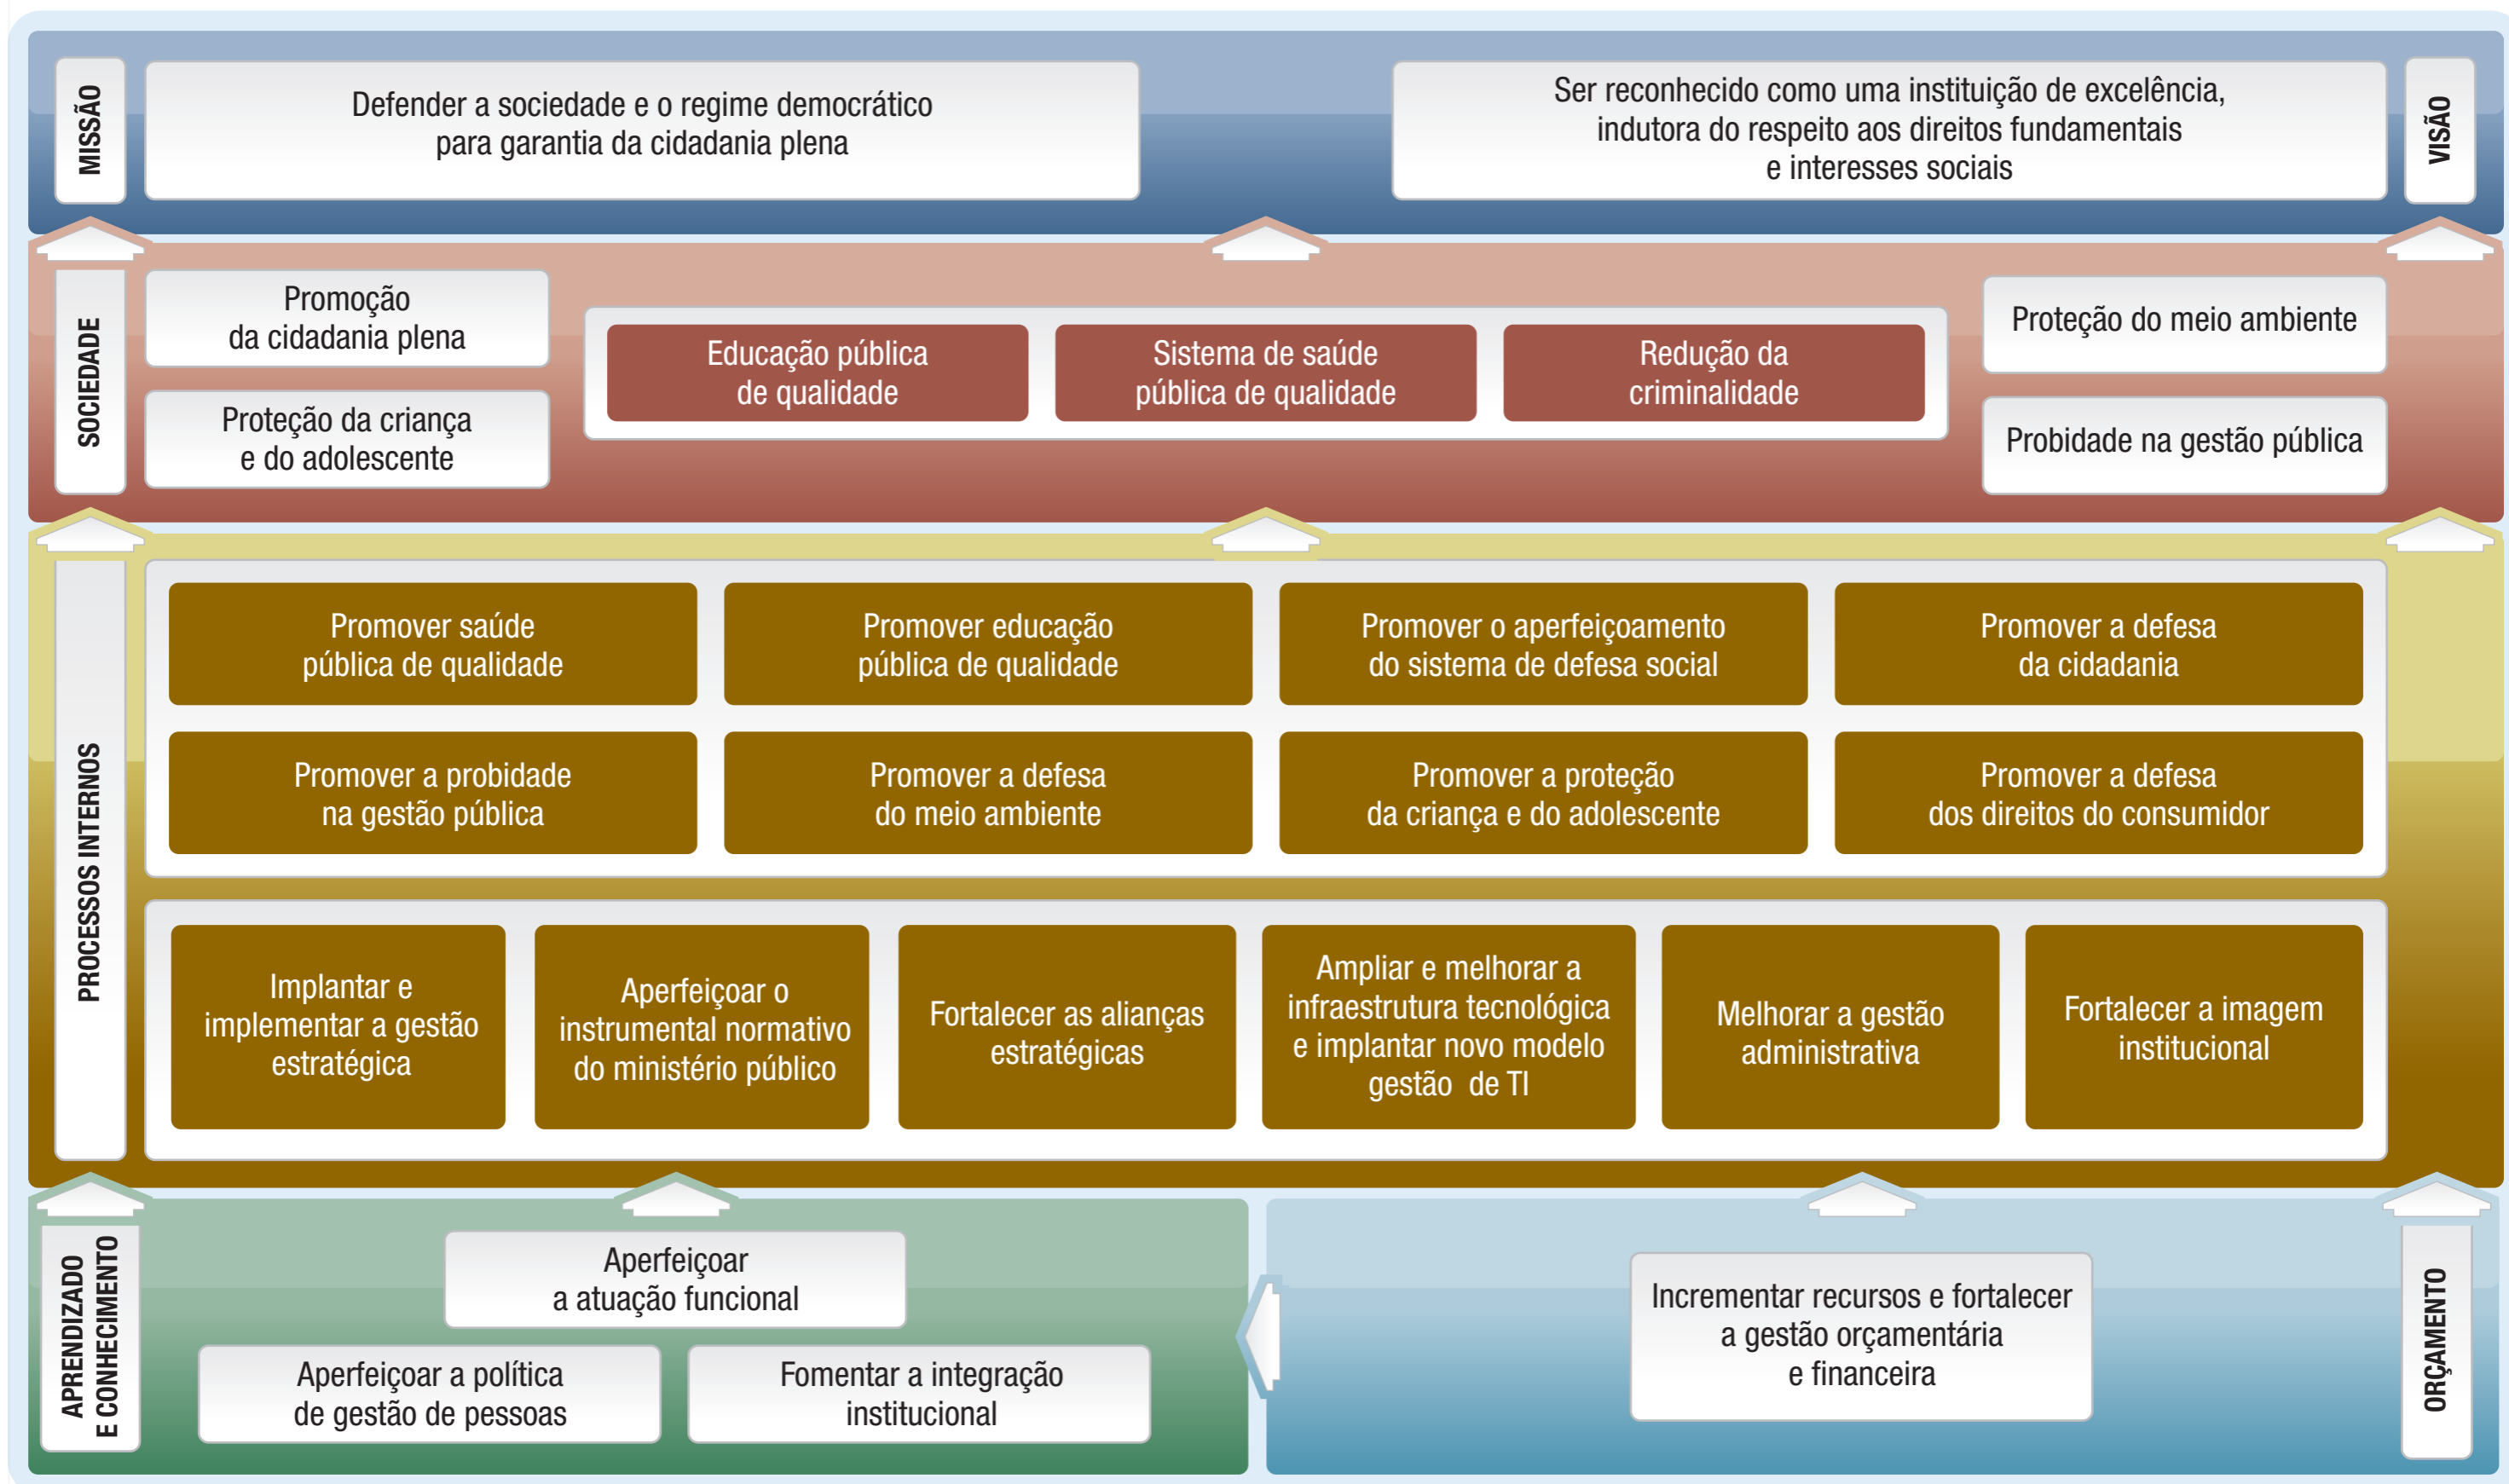 MISSÃO
Defender a sociedade e o regime democrático
para garantia da cidadania plena
Ser reconhecido como uma instituição de excelência,
indutora do respeito aos direitos fundamentais
e interesses sociais
VISÃO
SOCIEDADE
Promoção
da cidadania plena
Proteção da criança
e do adolescente
Educação pública
de qualidade
Sistema de saúde
pública de qualidade
Redução da
criminalidade
Proteção do meio ambiente
Probidade na gestão pública
PROCESSOS INTERNOS
Promover saúde
pública de qualidade
Promover educação
pública de qualidade
Promover o aperfeiçoamento
do sistema de defesa social
Promover a defesa
da cidadania
Promover a probidade
na gestão pública
Promover a defesa
do meio ambiente
Promover a proteção
da criança e do adolescente
Promover a defesa
dos direitos do consumidor
Implantar e
implementar a gestão
estratégica
Aperfeiçoar o
instrumental normativo
do ministério público
Fortalecer as alianças
estratégicas
Ampliar e melhorar a
infraestrutura tecnológica
e implantar novo modelo
gestão de TI
Melhorar a gestão
administrativa
Fortalecer a imagem
institucional
APRENDIZADO
E CONHECIMENTO
Aperfeiçoar
a atuação funcional
Aperfeiçoar a política
de gestão de pessoas
Fomentar a integração
institucional
Incrementar recursos e fortalecer
a gestão orçamentária
e financeira
ORÇAMENTO